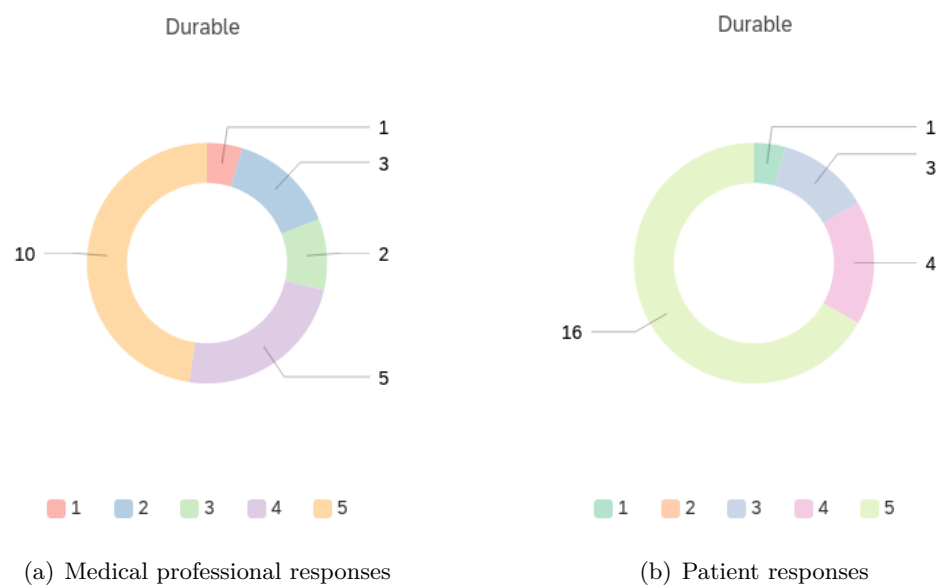 Durable
1
3
10
2
5
1 2 3 4 5
(a) Medical professional responses
Durable
1
3
4
16
1 2 3 4 5
(b) Patient responses